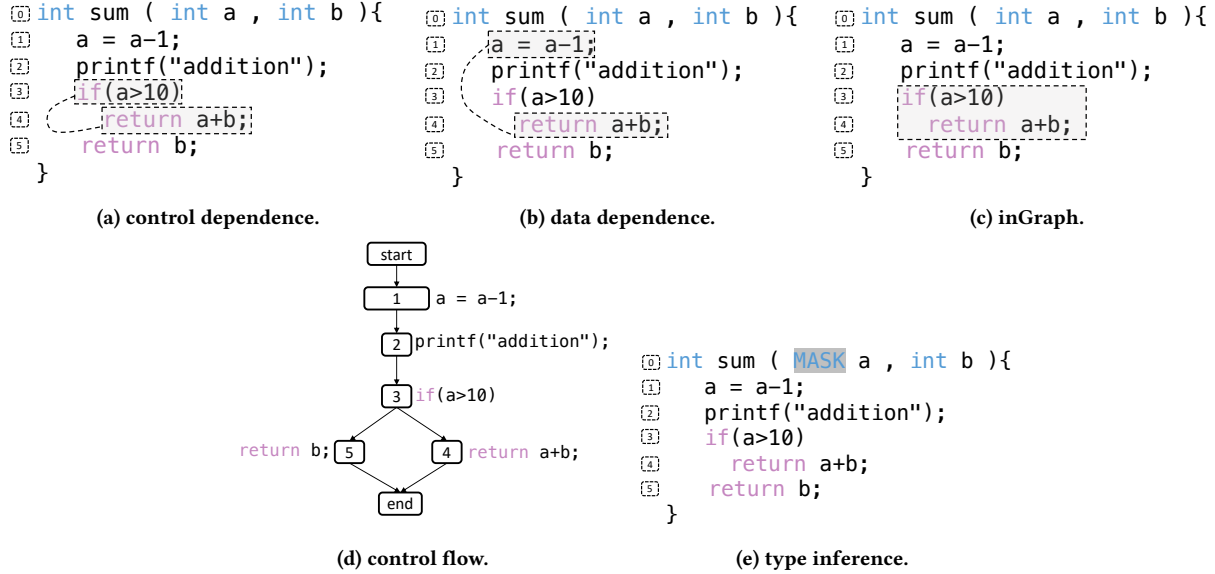 0 int sum ( int a , int b ){
1 a = a-1;
2 printf("addition");
3 if(a>10)
4 return a+b;
5 return b;
}
(a) control dependence.
0 int sum ( int a , int b ){
1 a = a-1;
2 printf("addition");
3 if(a>10)
4 return a+b;
5 return b;
}
(b) data dependence.
0 int sum ( int a , int b ){
1 a = a-1;
2 printf("addition");
3 if(a>10)
4 return a+b;
5 return b;
}
(c) inGraph.
start
1 a = a-1;
2 printf("addition");
3 if(a>10)
return b; 5 4 return a+b;
end
(d) control flow.
0 int sum ( MASK a , int b ){
1 a = a-1;
2 printf("addition");
3 if(a>10)
4 return a+b;
5 return b;
}
(e) type inference.